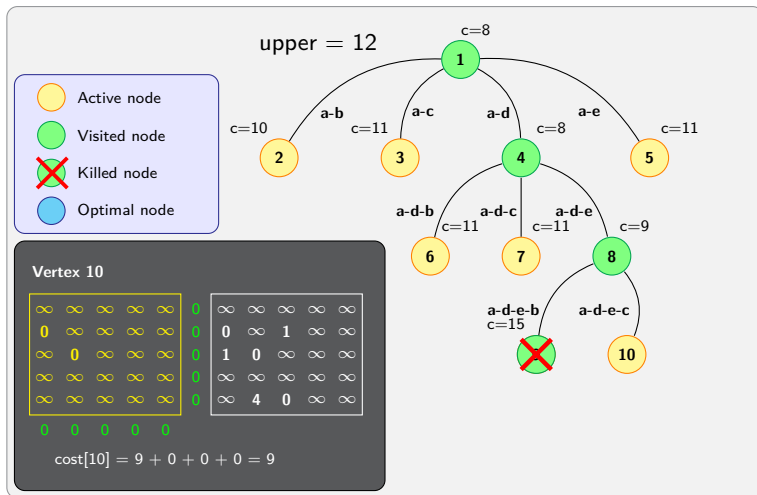 upper = 12
c=8
1
a-b
a-c
a-d
a-e
c=10
c=11
c=8
c=11
2
3
4
5
Active node
Visited node
Killed node
Optimal node
a-d-b
a-d-c
a-d-e
c=11
c=11
c=9
6
7
8
a-d-e-b
a-d-e-c
c=15
10
Vertex 10
∞ ∞ ∞ ∞ ∞ 0 ∞ ∞ ∞ ∞ ∞
0 ∞ ∞ ∞ ∞ 0 0 ∞ 1 ∞ ∞
∞ 0 ∞ ∞ ∞ 0 1 0 ∞ ∞ ∞
∞ ∞ ∞ ∞ ∞ 0 ∞ ∞ ∞ ∞ ∞
∞ ∞ ∞ ∞ ∞ 0 ∞ 4 0 ∞ ∞
0 0 0 0 0
cost[10] = 9 + 0 + 0 + 0 = 9